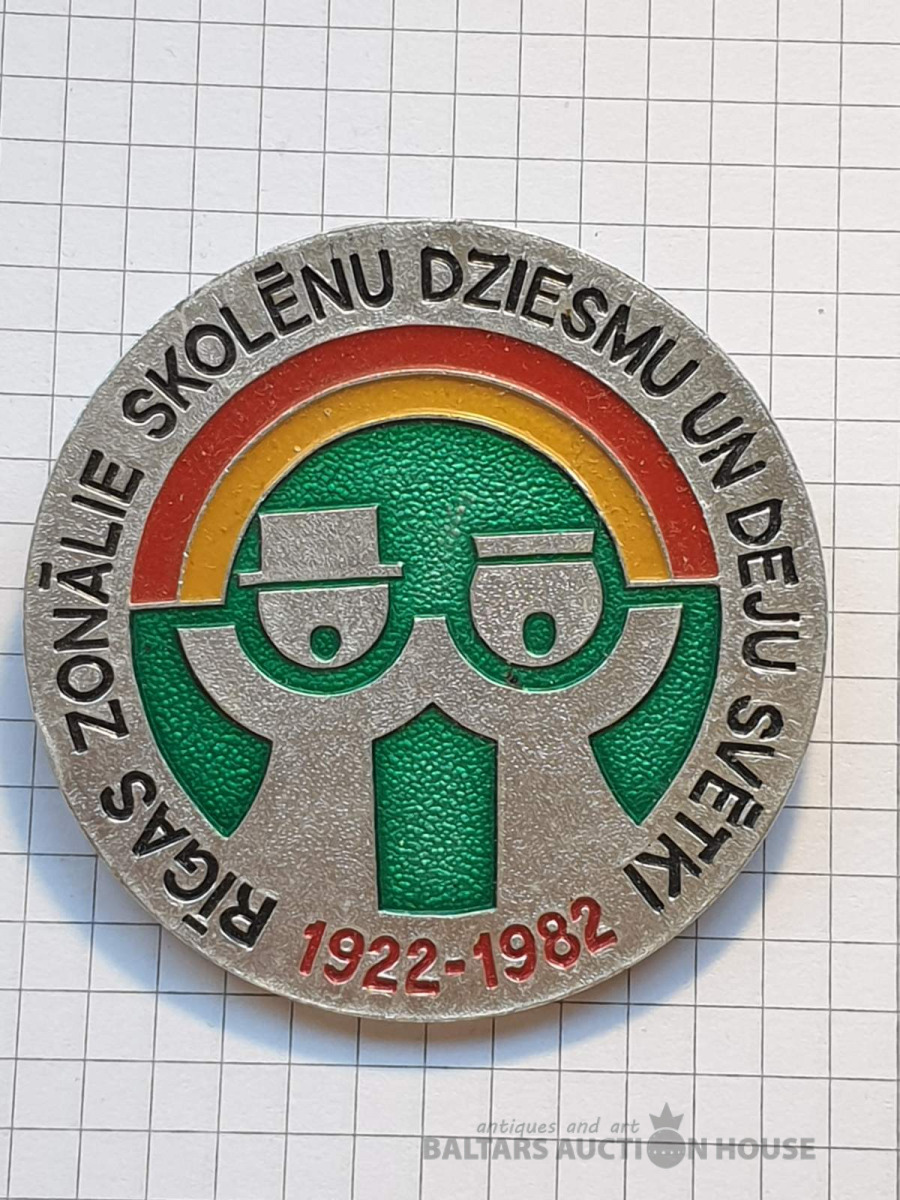 RĪGAS ZONĀLIE SKOLĒNU DZIESMU UN DEJU SVĒTKI
1922-1982
antiques and art
BALTARS AUCTION HOUSE